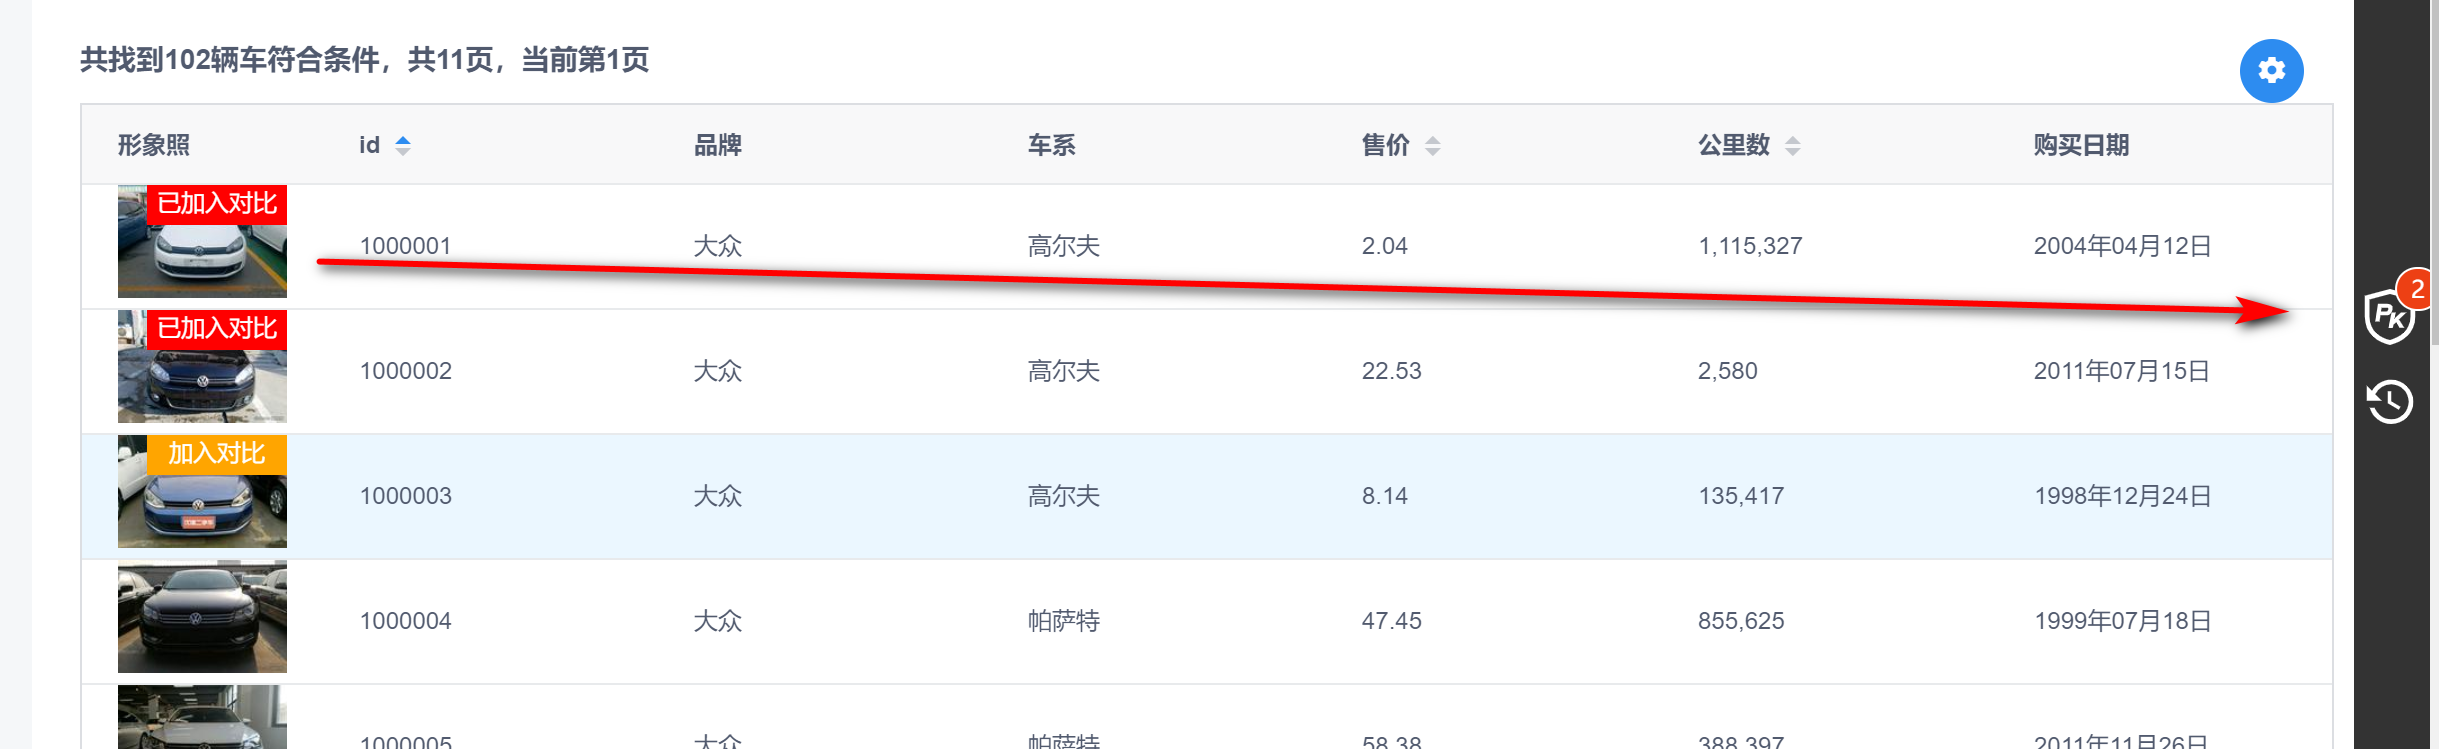 共找到102辆车符合条件，共11页，当前第1页
形象照 id 品牌 车系 售价 公里数 购买日期
已加入对比
1000001 大众 高尔夫 2.04 1,115,327 2004年04月12日
2
PK
已加入对比
1000002 大众 高尔夫 22.53 2,580 2011年07月15日
加入对比
1000003 大众 高尔夫 8.14 135,417 1998年12月24日
1000004 大众 帕萨特 47.45 855,625 1999年07月18日
1000005 大众 帕萨特 58.38 388,397 2011年11月26日